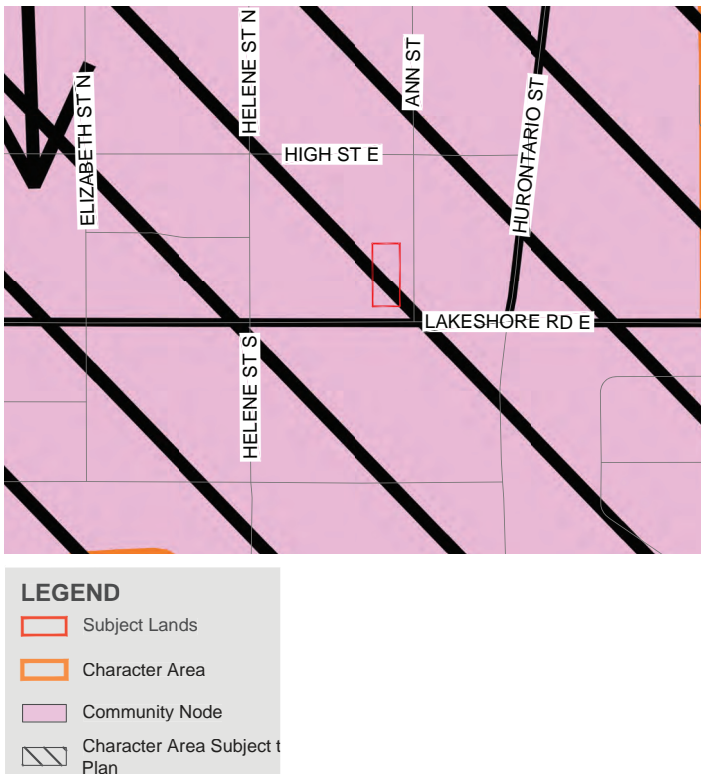 HELENE ST N
ANN ST
ELIZABETH ST N
HURONTARIO ST
HIGH ST E
LAKESHORE RD E
HELENE ST S
LEGEND
Subject Lands
Character Area
Community Node
Character Area Subject t
Plan